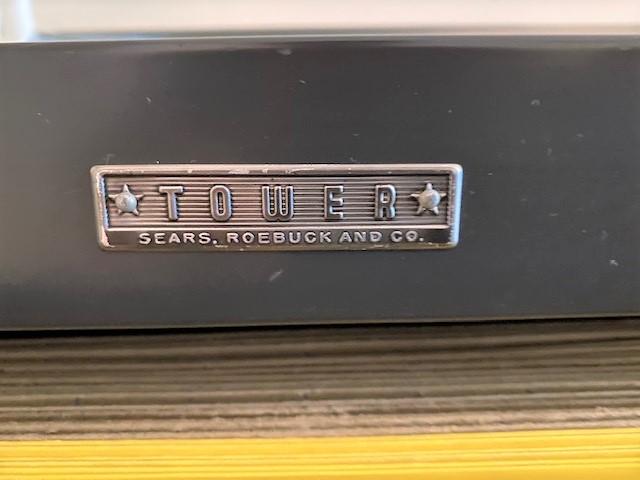 TOWER
SEARS, ROEBUCK AND CO.